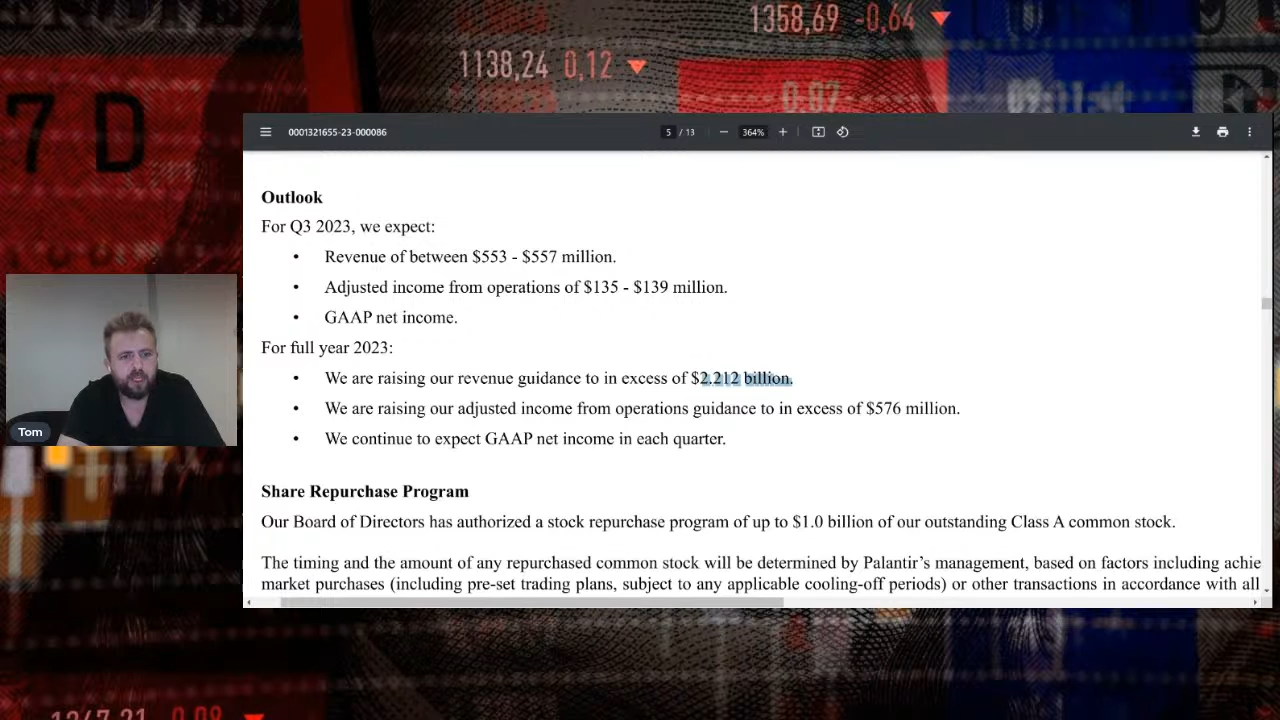 1358,69 -0,64
1138,24 0,12
0:07
7 D
0001321655-23-000086
5 / 13
364%
Outlook
For Q3 2023, we expect:
• Revenue of between $553 - $557 million.
• Adjusted income from operations of $135 - $139 million.
• GAAP net income.
For full year 2023:
• We are raising our revenue guidance to in excess of $2.212 billion.
• We are raising our adjusted income from operations guidance to in excess of $576 million.
• We continue to expect GAAP net income in each quarter.
Share Repurchase Program
Our Board of Directors has authorized a stock repurchase program of up to $1.0 billion of our outstanding Class A common stock.
The timing and the amount of any repurchased common stock will be determined by Palantir’s management, based on factors including achie
market purchases (including pre-set trading plans, subject to any applicable cooling-off periods) or other transactions in accordance with all
Tom